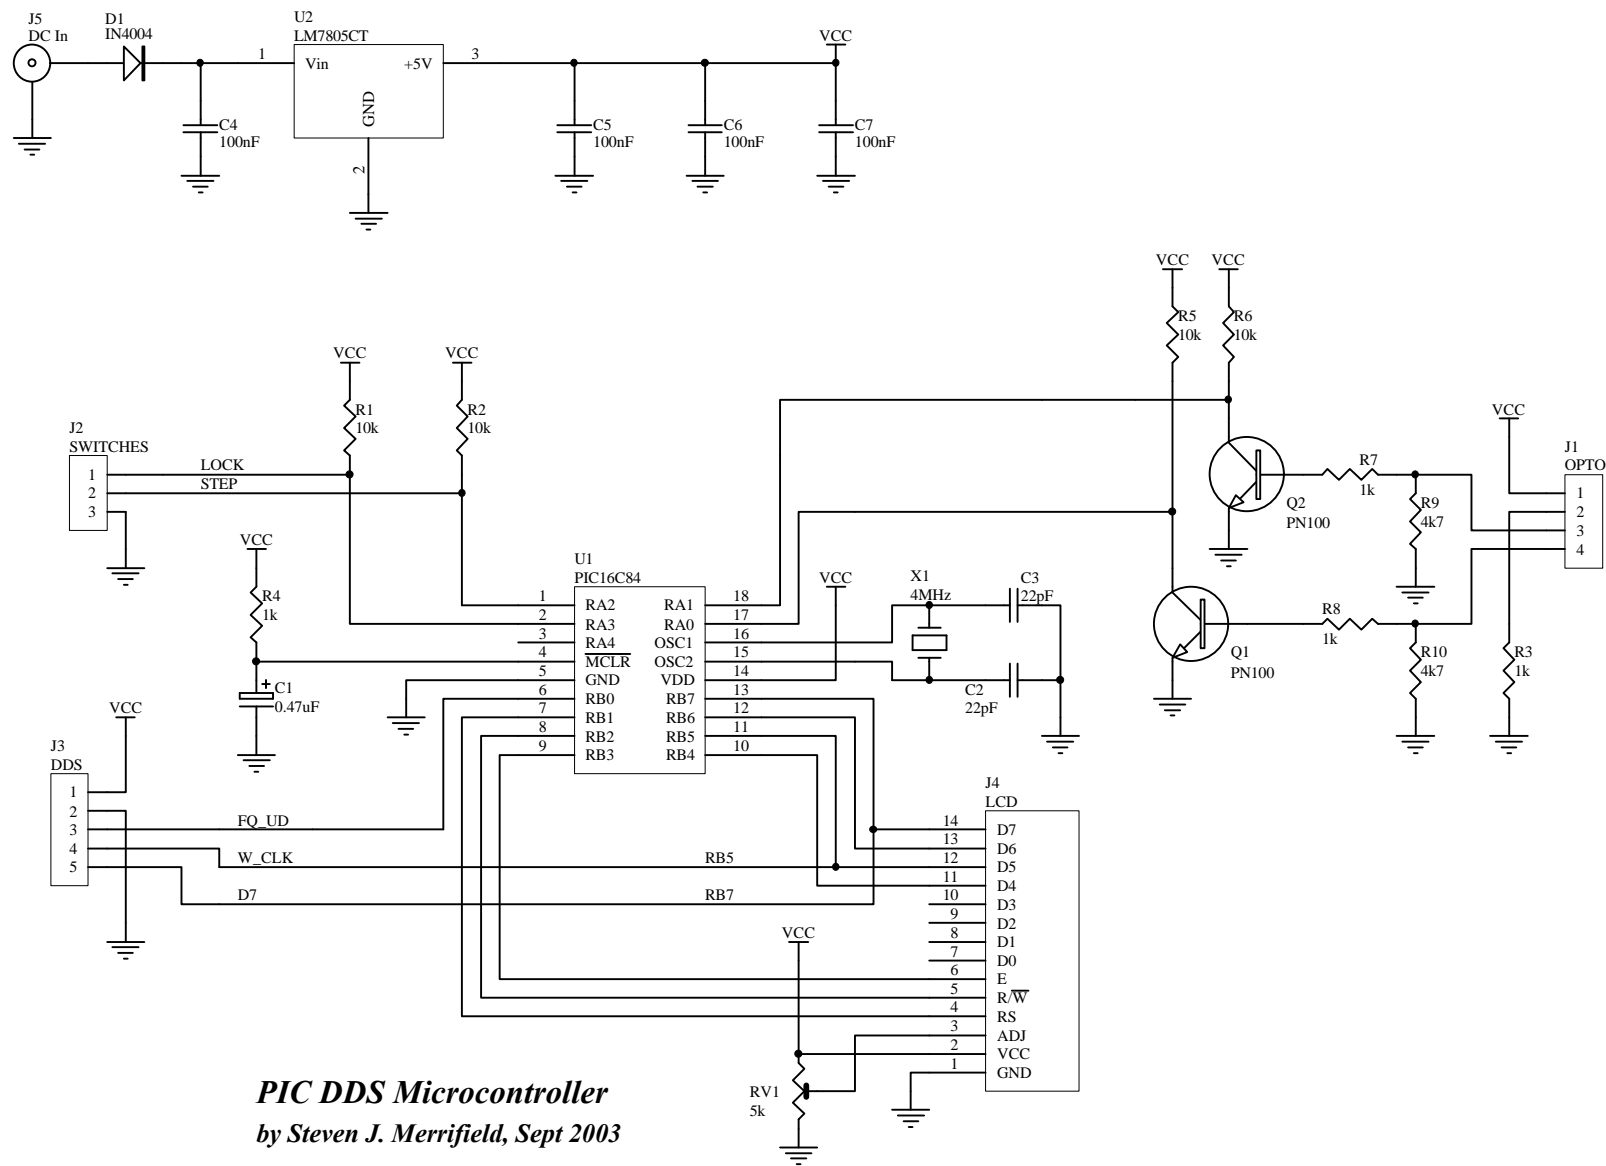 J5
DC In
D1
IN4004
U2
LM7805CT
1
Vin
+5V
GND
3
2
VCC
C4
100nF
C5
100nF
C6
100nF
C7
100nF
VCC
VCC
R5
10k
R6
10k
VCC
VCC
R1
10k
R2
10k
J2
SWITCHES
1
2
3
LOCK
STEP
VCC
R4
1k
C1
+
0.47uF
U1
PIC16C84
1 RA2
2 RA3
3 RA4
4 MCLR
5 GND
6 RB0
7 RB1
8 RB2
9 RB3
RA1 18
RA0 17
OSC1 16
OSC2 15
VDD 14
RB7 13
RB6 12
RB5 11
RB4 10
VCC
X1
4MHz
C3
22pF
C2
22pF
Q2
PN100
R7
1k
R9
4k7
VCC
J1
OPTO
1
2
3
4
Q1
PN100
R8
1k
R10
4k7
R3
1k
VCC
J3
DDS
1
2
3
4
5
FQ_UD
W_CLK
RB5
D7
RB7
J4
LCD
14 D7
13 D6
12 D5
11 D4
10 D3
9 D2
8 D1
7 D0
6 E
5 R/W
4 RS
3 ADJ
2 VCC
1 GND
VCC
RV1
5k
PIC DDS Microcontroller
by Steven J. Merrifield, Sept 2003